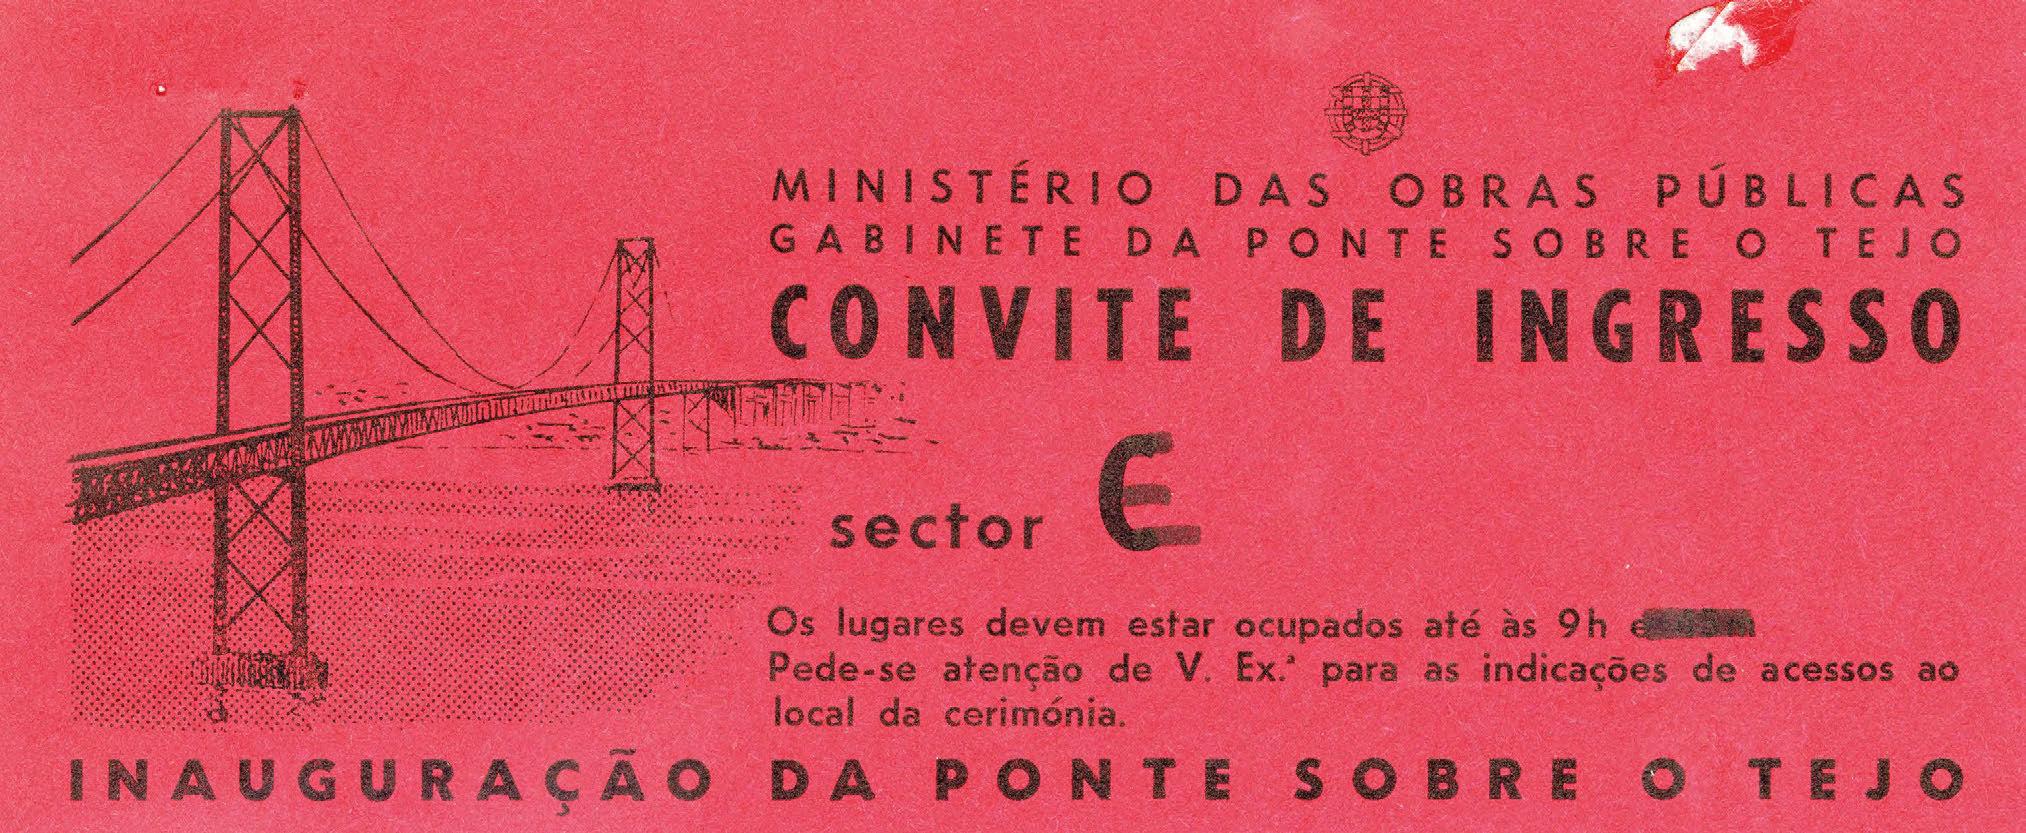 MINISTÉRIO DAS OBRAS PÚBLICAS
GABINETE DA PONTE SOBRE O TEJO
CONVITE DE INGRESSO
sector E
Os lugares devem estar ocupados até às 9h
Pede-se atenção de V. Ex.ª para as indicações de acessos ao
local da cerimónia.
INAUGURAÇÃO DA PONTE SOBRE O TEJO